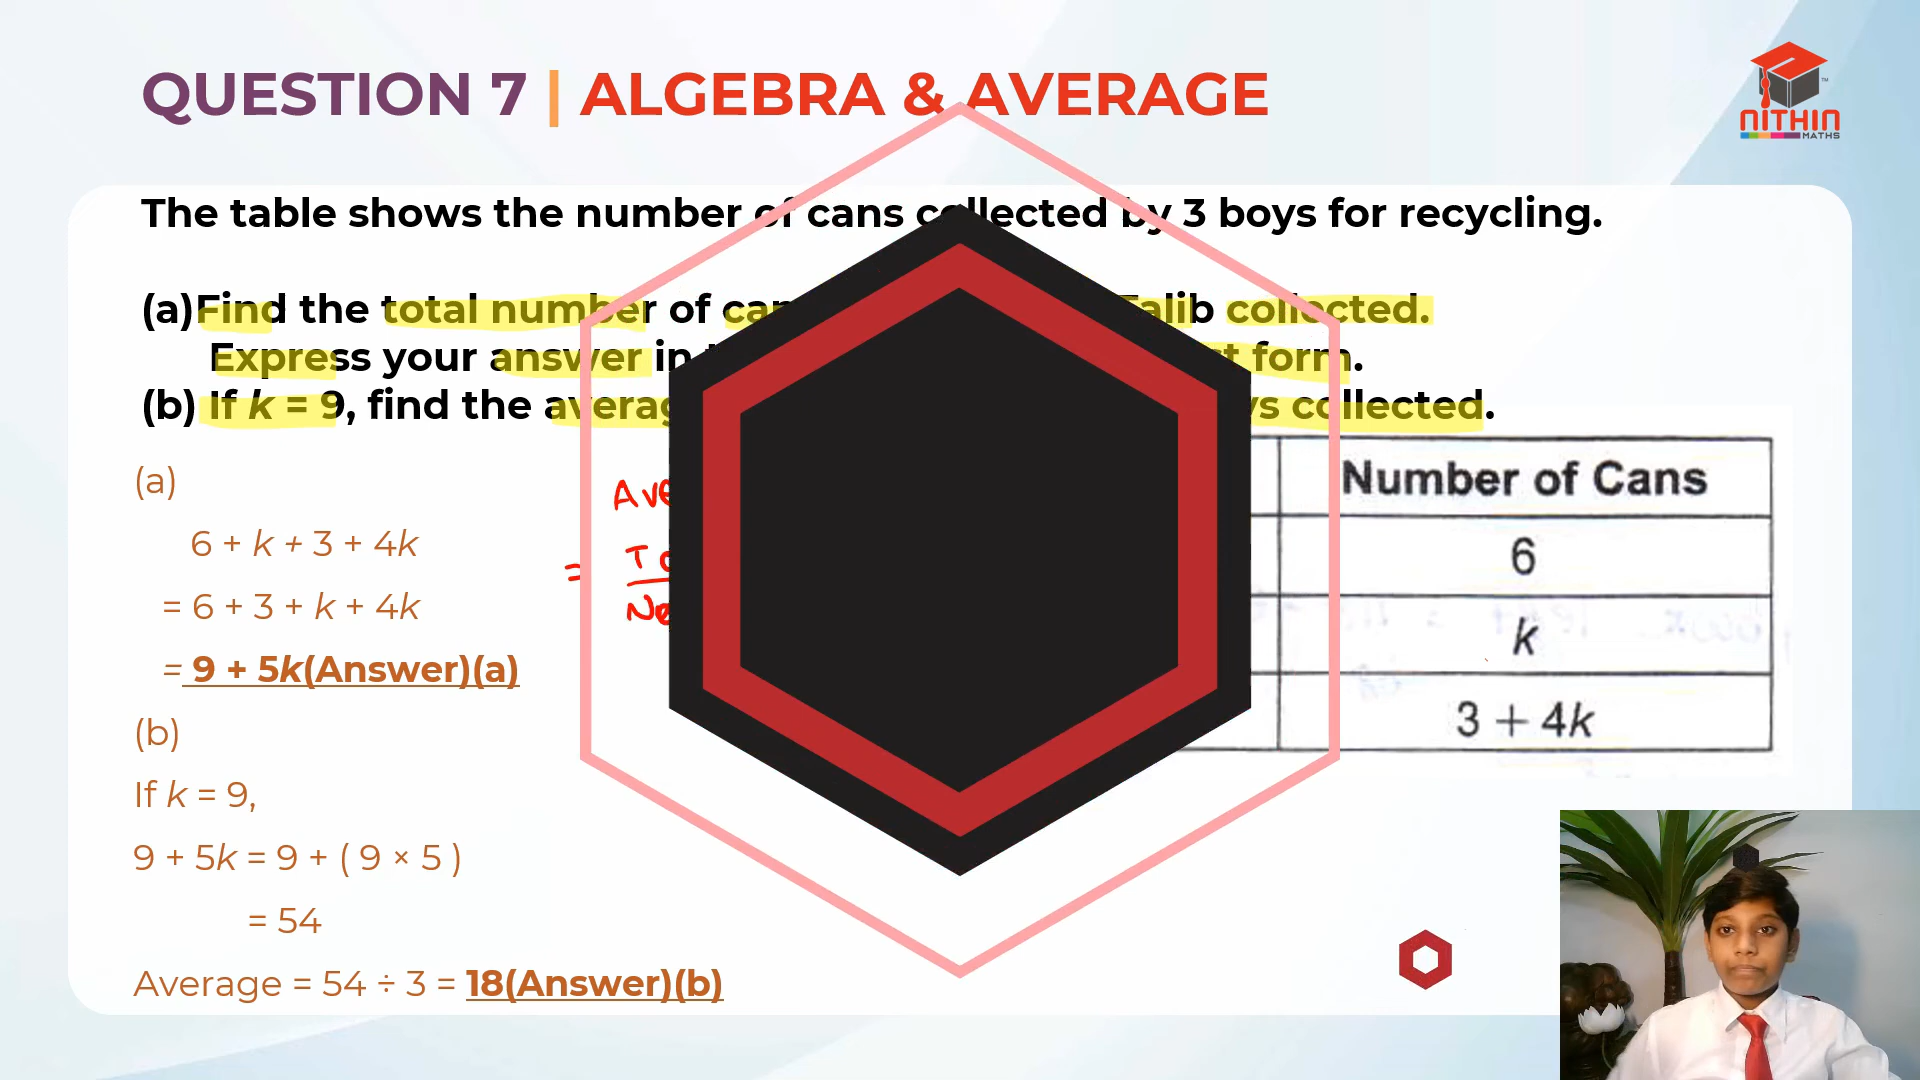 QUESTION 7 | ALGEBRA & AVERAGE
NITHIN
MATHS
The table shows the number of cans collected by 3 boys for recycling.
(a) Find the total number of Talib collected.
Express your answer in form.
(b) If k = 9, find the collected.
(a)
6 + k + 3 + 4k
= 6 + 3 + k + 4k
= 9 + 5k(Answer)(a)
(b)
If k = 9,
9 + 5k = 9 + ( 9 × 5 )
= 54
Average = 54 ÷ 3 = 18(Answer)(b)
=
Number of Cans
6
k
3 + 4k